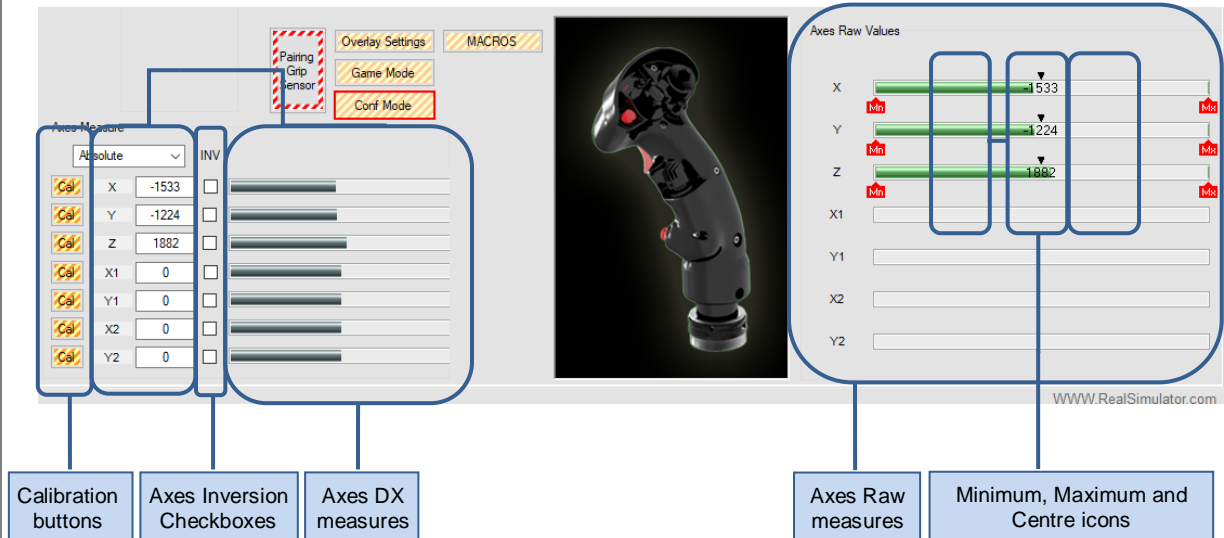 Pairing
Grip
Sensor
Overlay Settings
MACROS
Game Mode
Conf Mode
Axes Measure
Absolute
INV
Cal X -1533
Cal Y -1224
Cal Z 1882
Cal X1 0
Cal Y1 0
Cal X2 0
Cal Y2 0
Axes Raw Values
X -1533
Mn Mx
Y -1224
Mn Mx
Z 1882
Mn Mx
X1
Y1
X2
Y2
WWW.RealSimulator.com
Calibration
buttons
Axes Inversion
Checkboxes
Axes DX
measures
Axes Raw
measures
Minimum, Maximum and
Centre icons